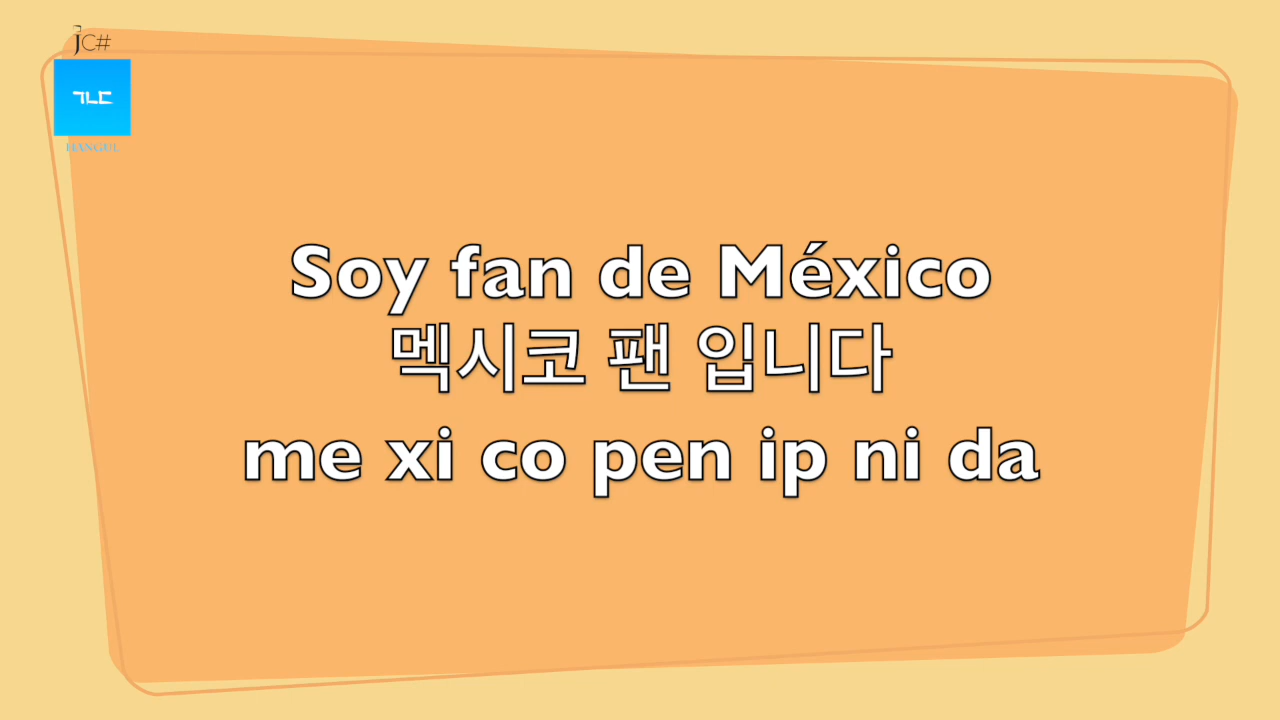 JC#
ㄱㄴㄷ
HANGUL
Soy fan de México
멕시코 팬 입니다
me xi co pen ip ni da